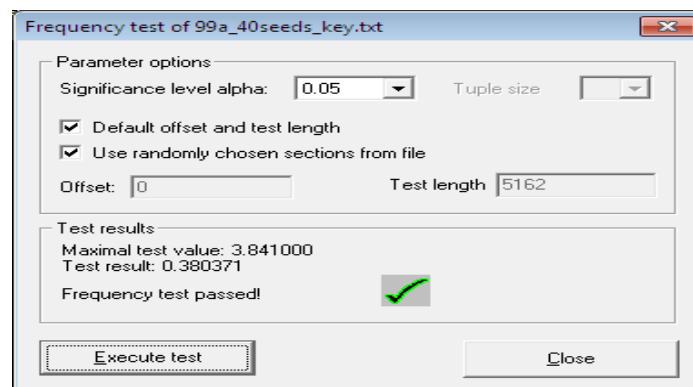 Frequency test of 99a_40seeds_key.txt
Parameter options
Significance level alpha: 0.05 Tuple size
Default offset and test length
Use randomly chosen sections from file
Offset: 0 Test length 5162
Test results
Maximal test value: 3.841000
Test result: 0.380371
Frequency test passed!
Execute test Close